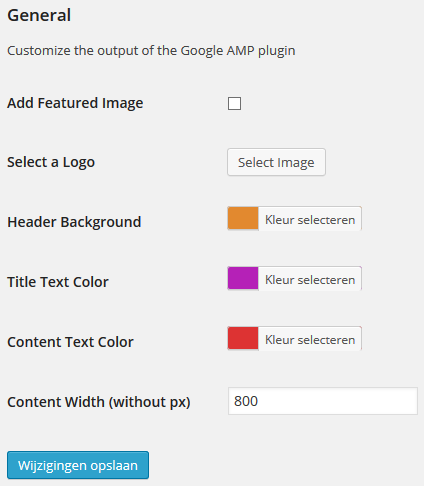 General
Customize the output of the Google AMP plugin
Add Featured Image
Select a Logo Select Image
Header Background Kleur selecteren
Title Text Color Kleur selecteren
Content Text Color Kleur selecteren
Content Width (without px) 800
Wijzigingen opslaan